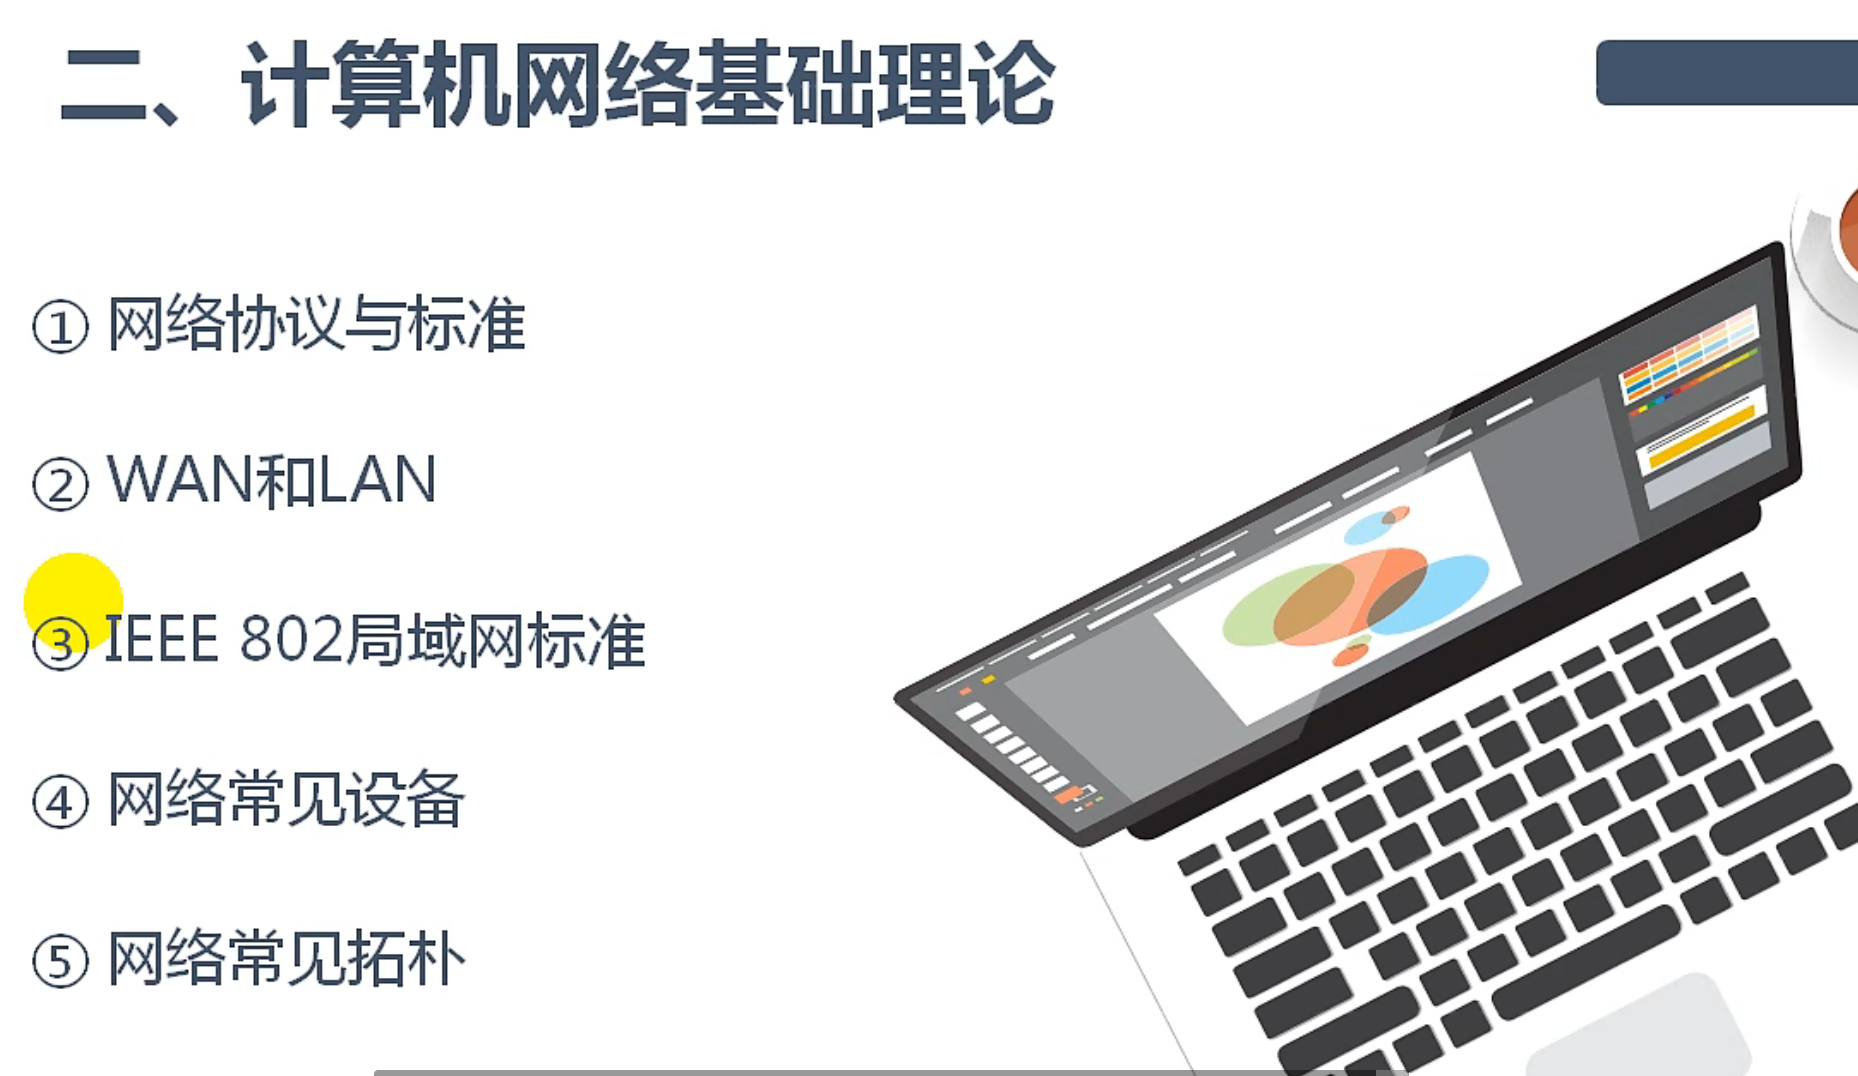 二、计算机网络基础理论
① 网络协议与标准
② WAN和LAN
③ IEEE 802局域网标准
④ 网络常见设备
⑤ 网络常见拓朴